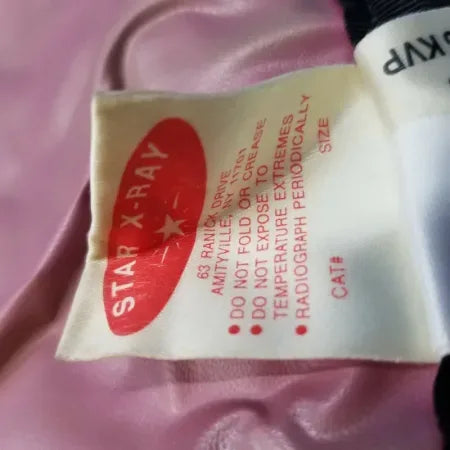 STAR X-RAY
63 RANICK DRIVE
AMITYVILLE, NY 11701
• DO NOT FOLD OR CREASE
• DO NOT EXPOSE TO
TEMPERATURE EXTREMES
• RADIOGRAPH PERIODICALLY
CAT# SIZE
KVP